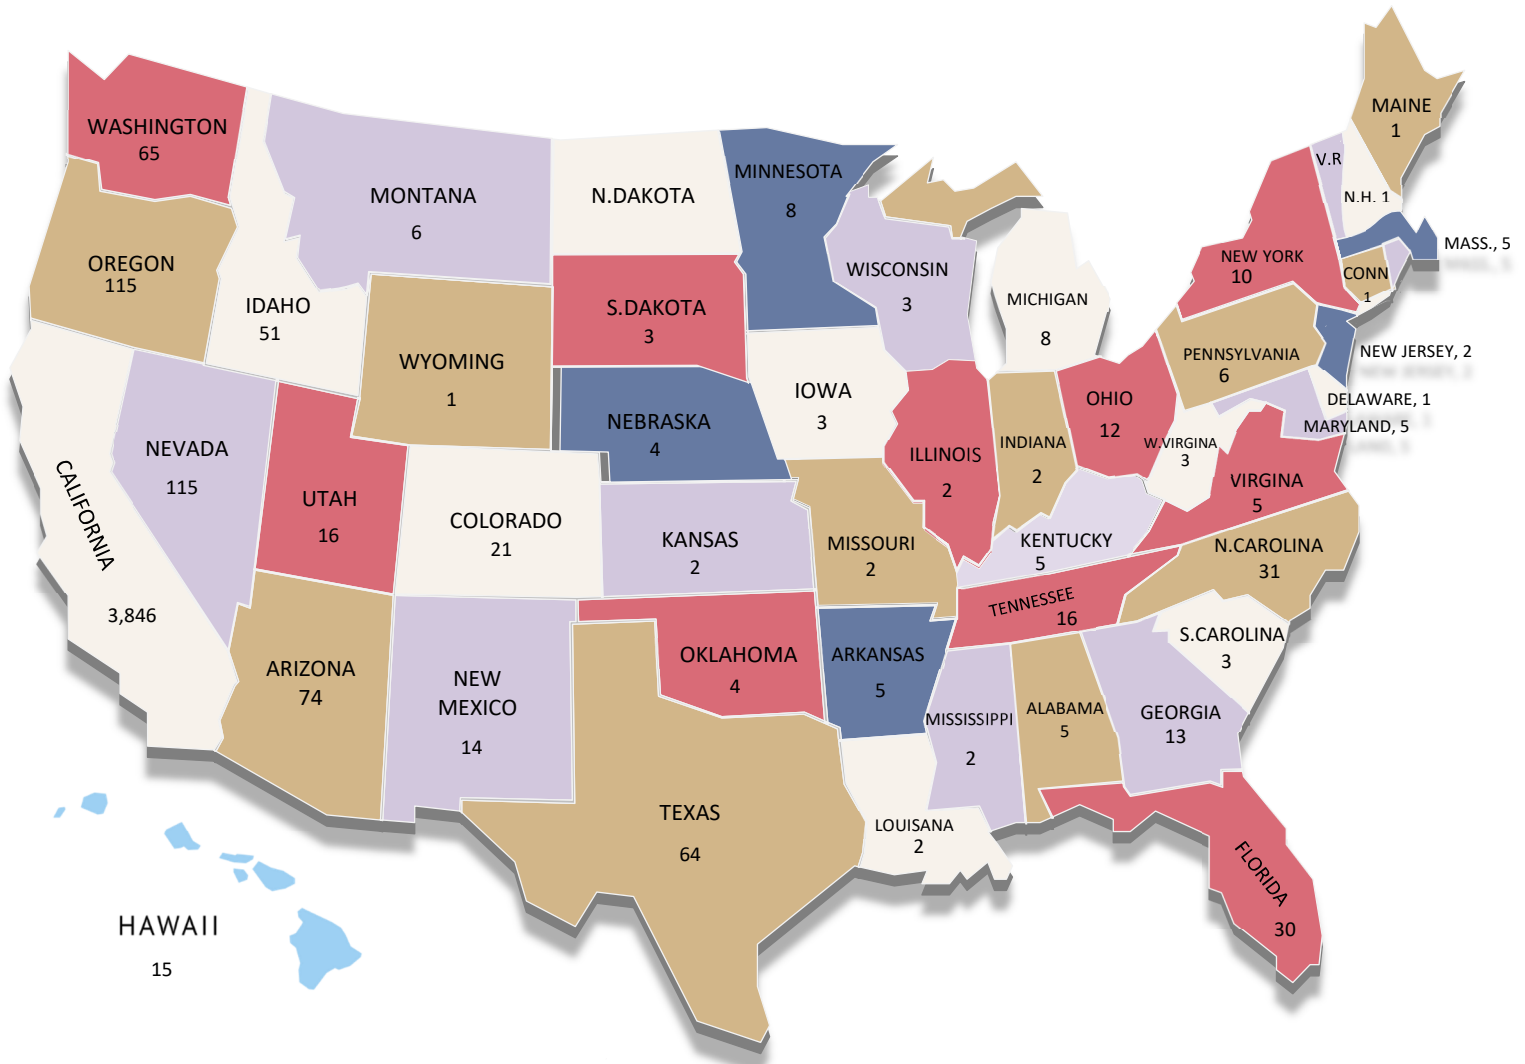 MAINE
1
WASHINGTON
65
V.R
MINNESOTA
8
MONTANA
6
N.DAKOTA
N.H. 1
MASS., 5
NEW YORK
10
OREGON
115
WISCONSIN
3
CONN
1
IDAHO
51
S.DAKOTA
3
MICHIGAN
8
WYOMING
1
PENNSYLVANIA
6
NEW JERSEY, 2
IOWA
3
OHIO
12
DELAWARE, 1
MARYLAND, 5
NEBRASKA
4
NEVADA
115
ILLINOIS
2
INDIANA
2
W.VIRGINA
3
VIRGINA
5
CALIFORNIA
3,846
UTAH
16
COLORADO
21
KANSAS
2
MISSOURI
2
KENTUCKY
5
N.CAROLINA
31
TENNESSEE
16
ARIZONA
74
NEW
MEXICO
14
OKLAHOMA
4
ARKANSAS
5
S.CAROLINA
3
MISSISSIPPI
2
ALABAMA
5
GEORGIA
13
TEXAS
64
LOUISANA
2
FLORIDA
30
HAWAII
15